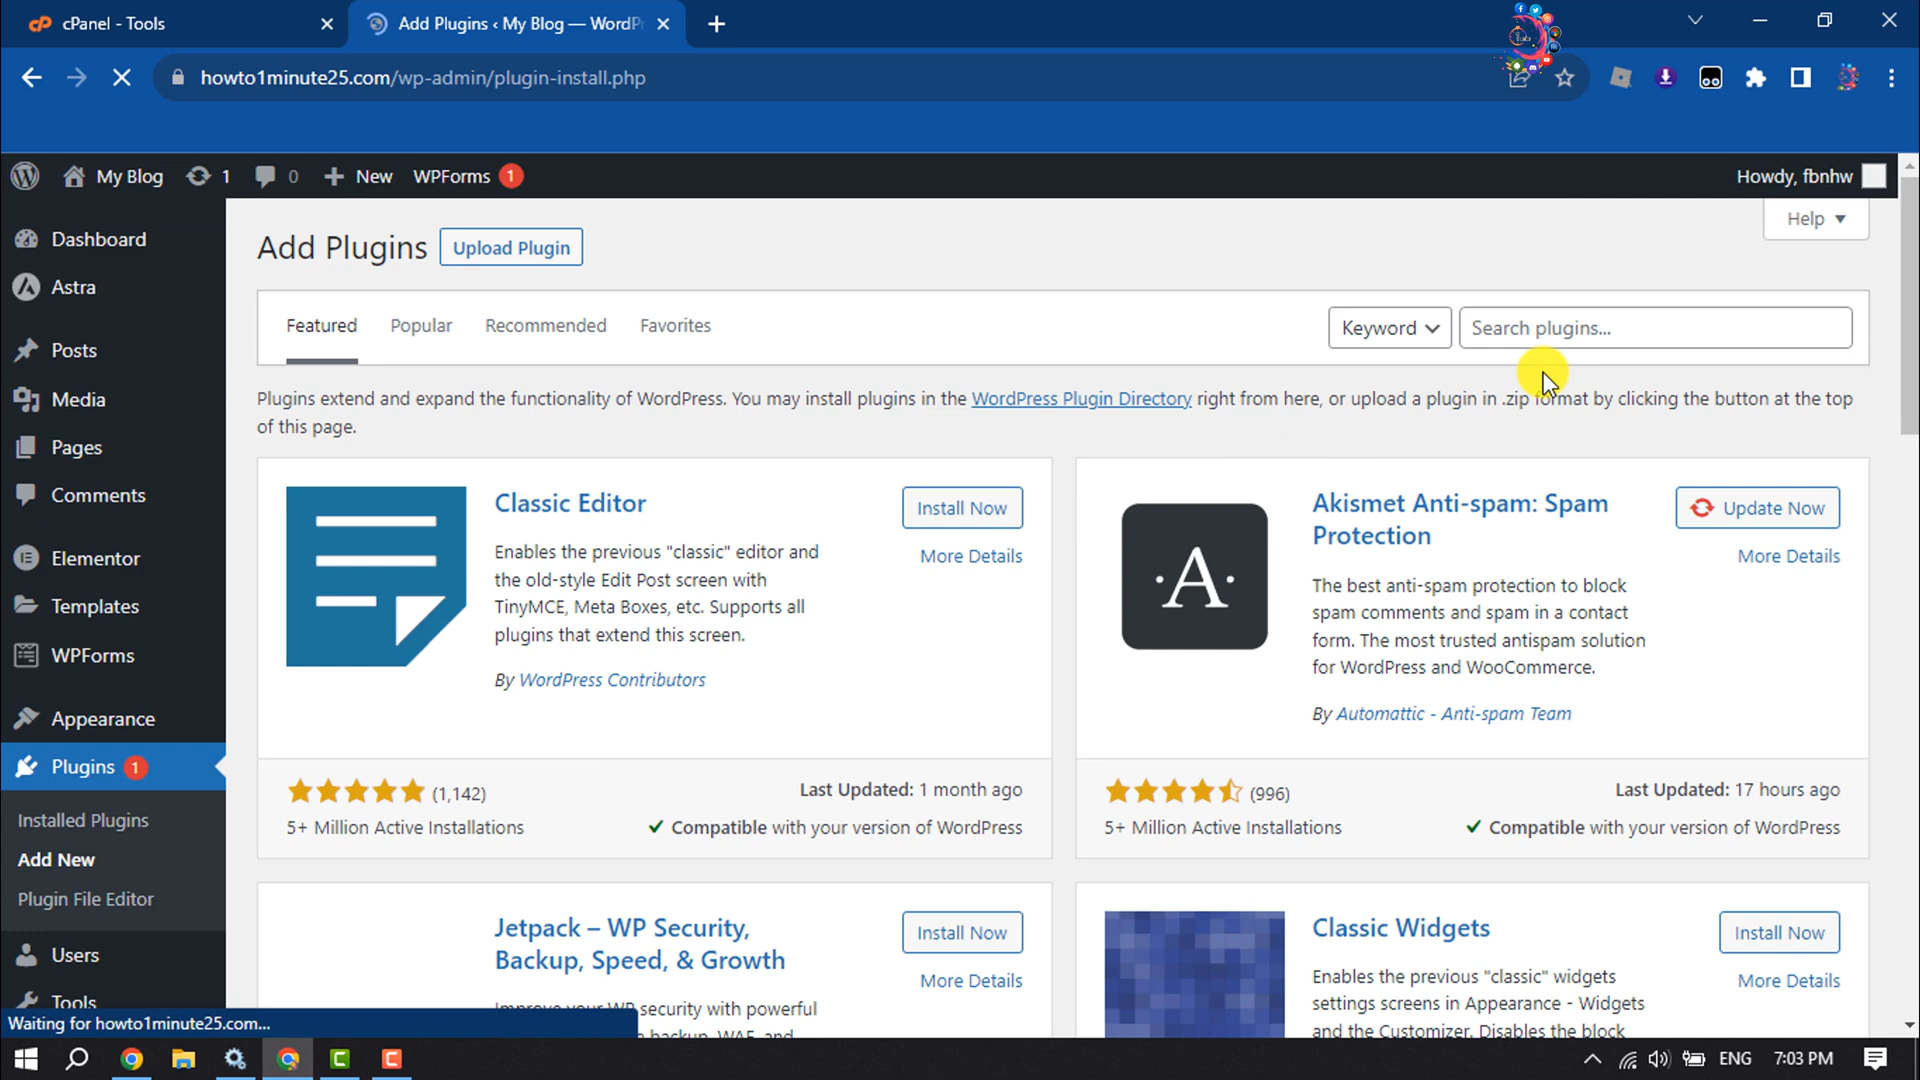 cPanel - Tools
Add Plugins ‹ My Blog — WordPr
howto1minute25.com/wp-admin/plugin-install.php
My Blog 1 0 New WPForms 1
Howdy, fbnhw
Help
Dashboard
Astra
Posts
Media
Pages
Comments
Elementor
Templates
WPForms
Appearance
Plugins 1
Installed Plugins
Add New
Plugin File Editor
Users
Tools
Add Plugins Upload Plugin
Featured Popular Recommended Favorites
Keyword Search plugins...
Plugins extend and expand the functionality of WordPress. You may install plugins in the WordPress Plugin Directory right from here, or upload a plugin in .zip format by clicking the button at the top
of this page.
Classic Editor
Install Now
More Details
Enables the previous "classic" editor and
the old-style Edit Post screen with
TinyMCE, Meta Boxes, etc. Supports all
plugins that extend this screen.
By WordPress Contributors
(1,142)
Last Updated: 1 month ago
5+ Million Active Installations
Compatible with your version of WordPress
·A·
Akismet Anti-spam: Spam
Protection
Update Now
More Details
The best anti-spam protection to block
spam comments and spam in a contact
form. The most trusted antispam solution
for WordPress and WooCommerce.
By Automattic - Anti-spam Team
(996)
Last Updated: 17 hours ago
5+ Million Active Installations
Compatible with your version of WordPress
Jetpack – WP Security,
Backup, Speed, & Growth
Install Now
More Details
Improve your WP security with powerful
backup, WAF, and
Classic Widgets
Install Now
More Details
Enables the previous "classic" widgets
settings screens in Appearance - Widgets
and the Customizer. Disables the block
Waiting for howto1minute25.com...
ENG 7:03 PM